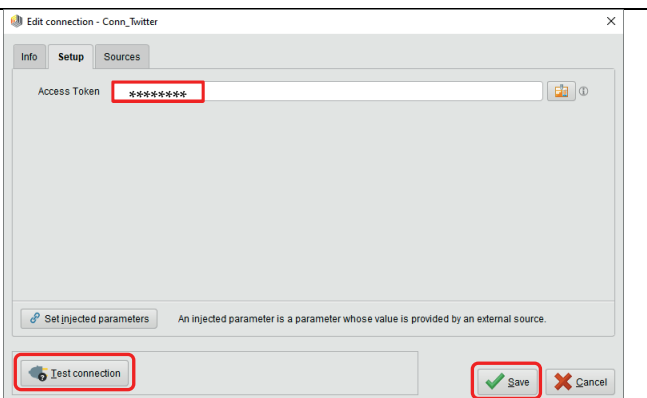 Edit connection - Conn_Twitter
Info Setup Sources
Access Token ********
Set injected parameters An injected parameter is a parameter whose value is provided by an external source.
Test connection
Save Cancel